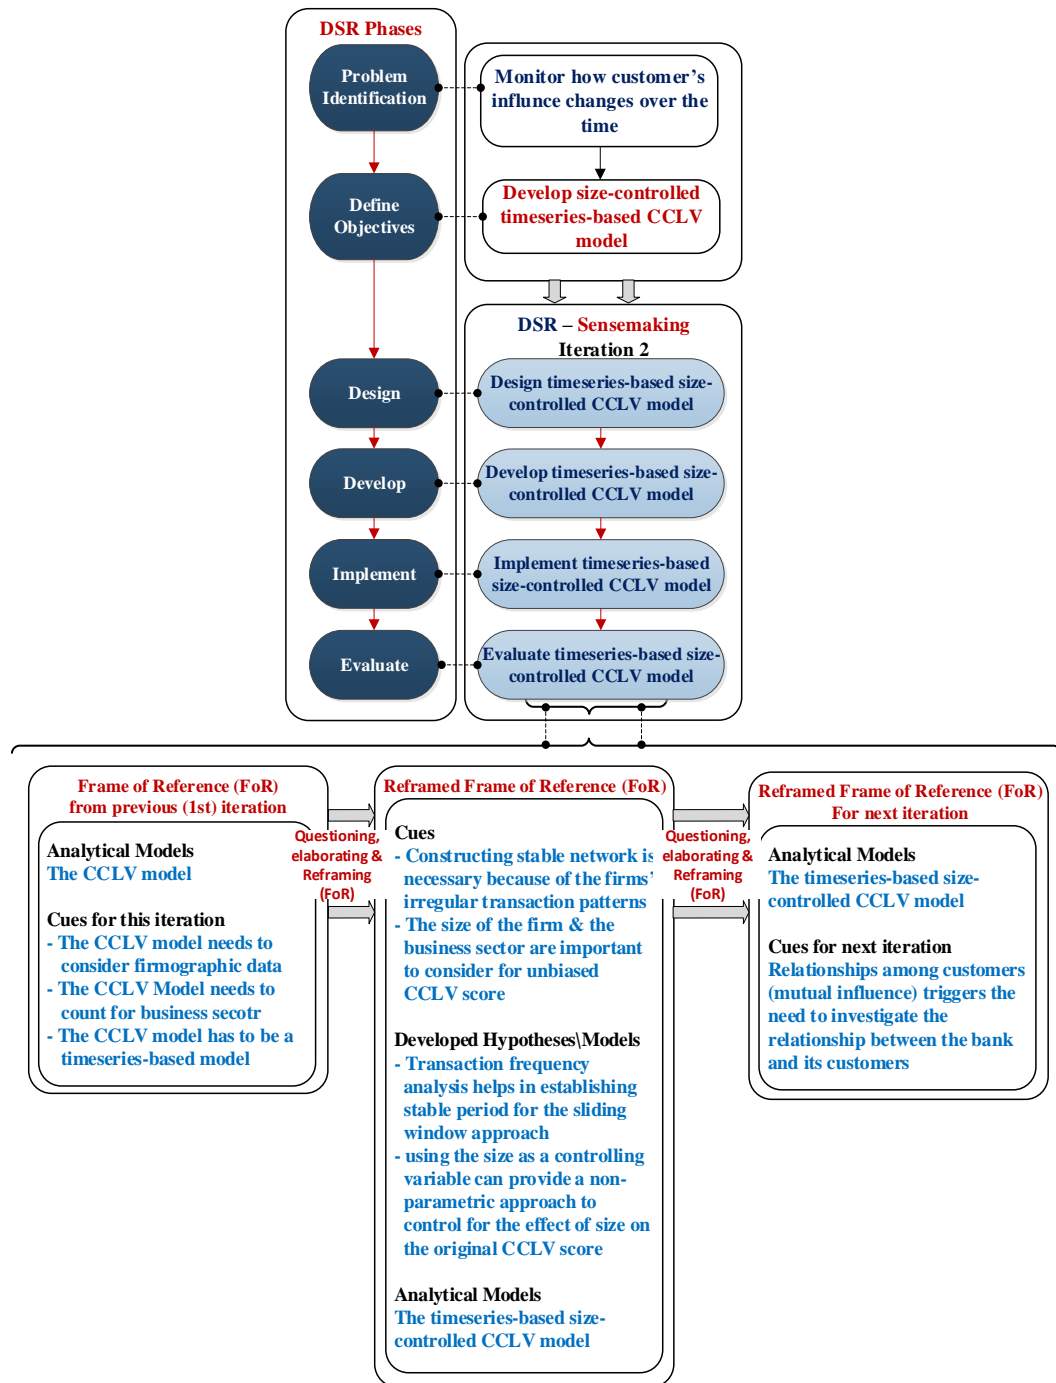 DSR Phases
Problem
Identification
Monitor how customer's
influnce changes over the
time
Define
Objectives
Develop size-controlled
timeseries-based CCLV
model
DSR – Sensemaking
Iteration 2
Design
Design timeseries-based size-
controlled CCLV model
Develop
Develop timeseries-based size-
controlled CCLV model
Implement
Implement timeseries-based
size-controlled CCLV model
Evaluate
Evaluate timeseries-based size-
controlled CCLV model
Frame of Reference (FoR)
from previous (1st) iteration
Analytical Models
The CCLV model
Cues for this iteration
- The CCLV model needs to
consider firmographic data
- The CCLV Model needs to
count for business secotr
- The CCLV model has to be a
timeseries-based model
Questioning,
elaborating &
Reframing
(FoR)
Reframed Frame of Reference (FoR)
Cues
- Constructing stable network is
necessary because of the firms'
irregular transaction patterns
- The size of the firm & the
business sector are important
to consider for unbiased
CCLV score
Developed Hypotheses\Models
- Transaction frequency
analysis helps in establishing
stable period for the sliding
window approach
- using the size as a controlling
variable can provide a non-
parametric approach to
control for the effect of size on
the original CCLV score
Analytical Models
The timeseries-based size-
controlled CCLV model
Questioning,
elaborating &
Reframing
(FoR)
Reframed Frame of Reference (FoR)
For next iteration
Analytical Models
The timeseries-based size-
controlled CCLV model
Cues for next iteration
Relationships among customers
(mutual influence) triggers the
need to investigate the
relationship between the bank
and its customers